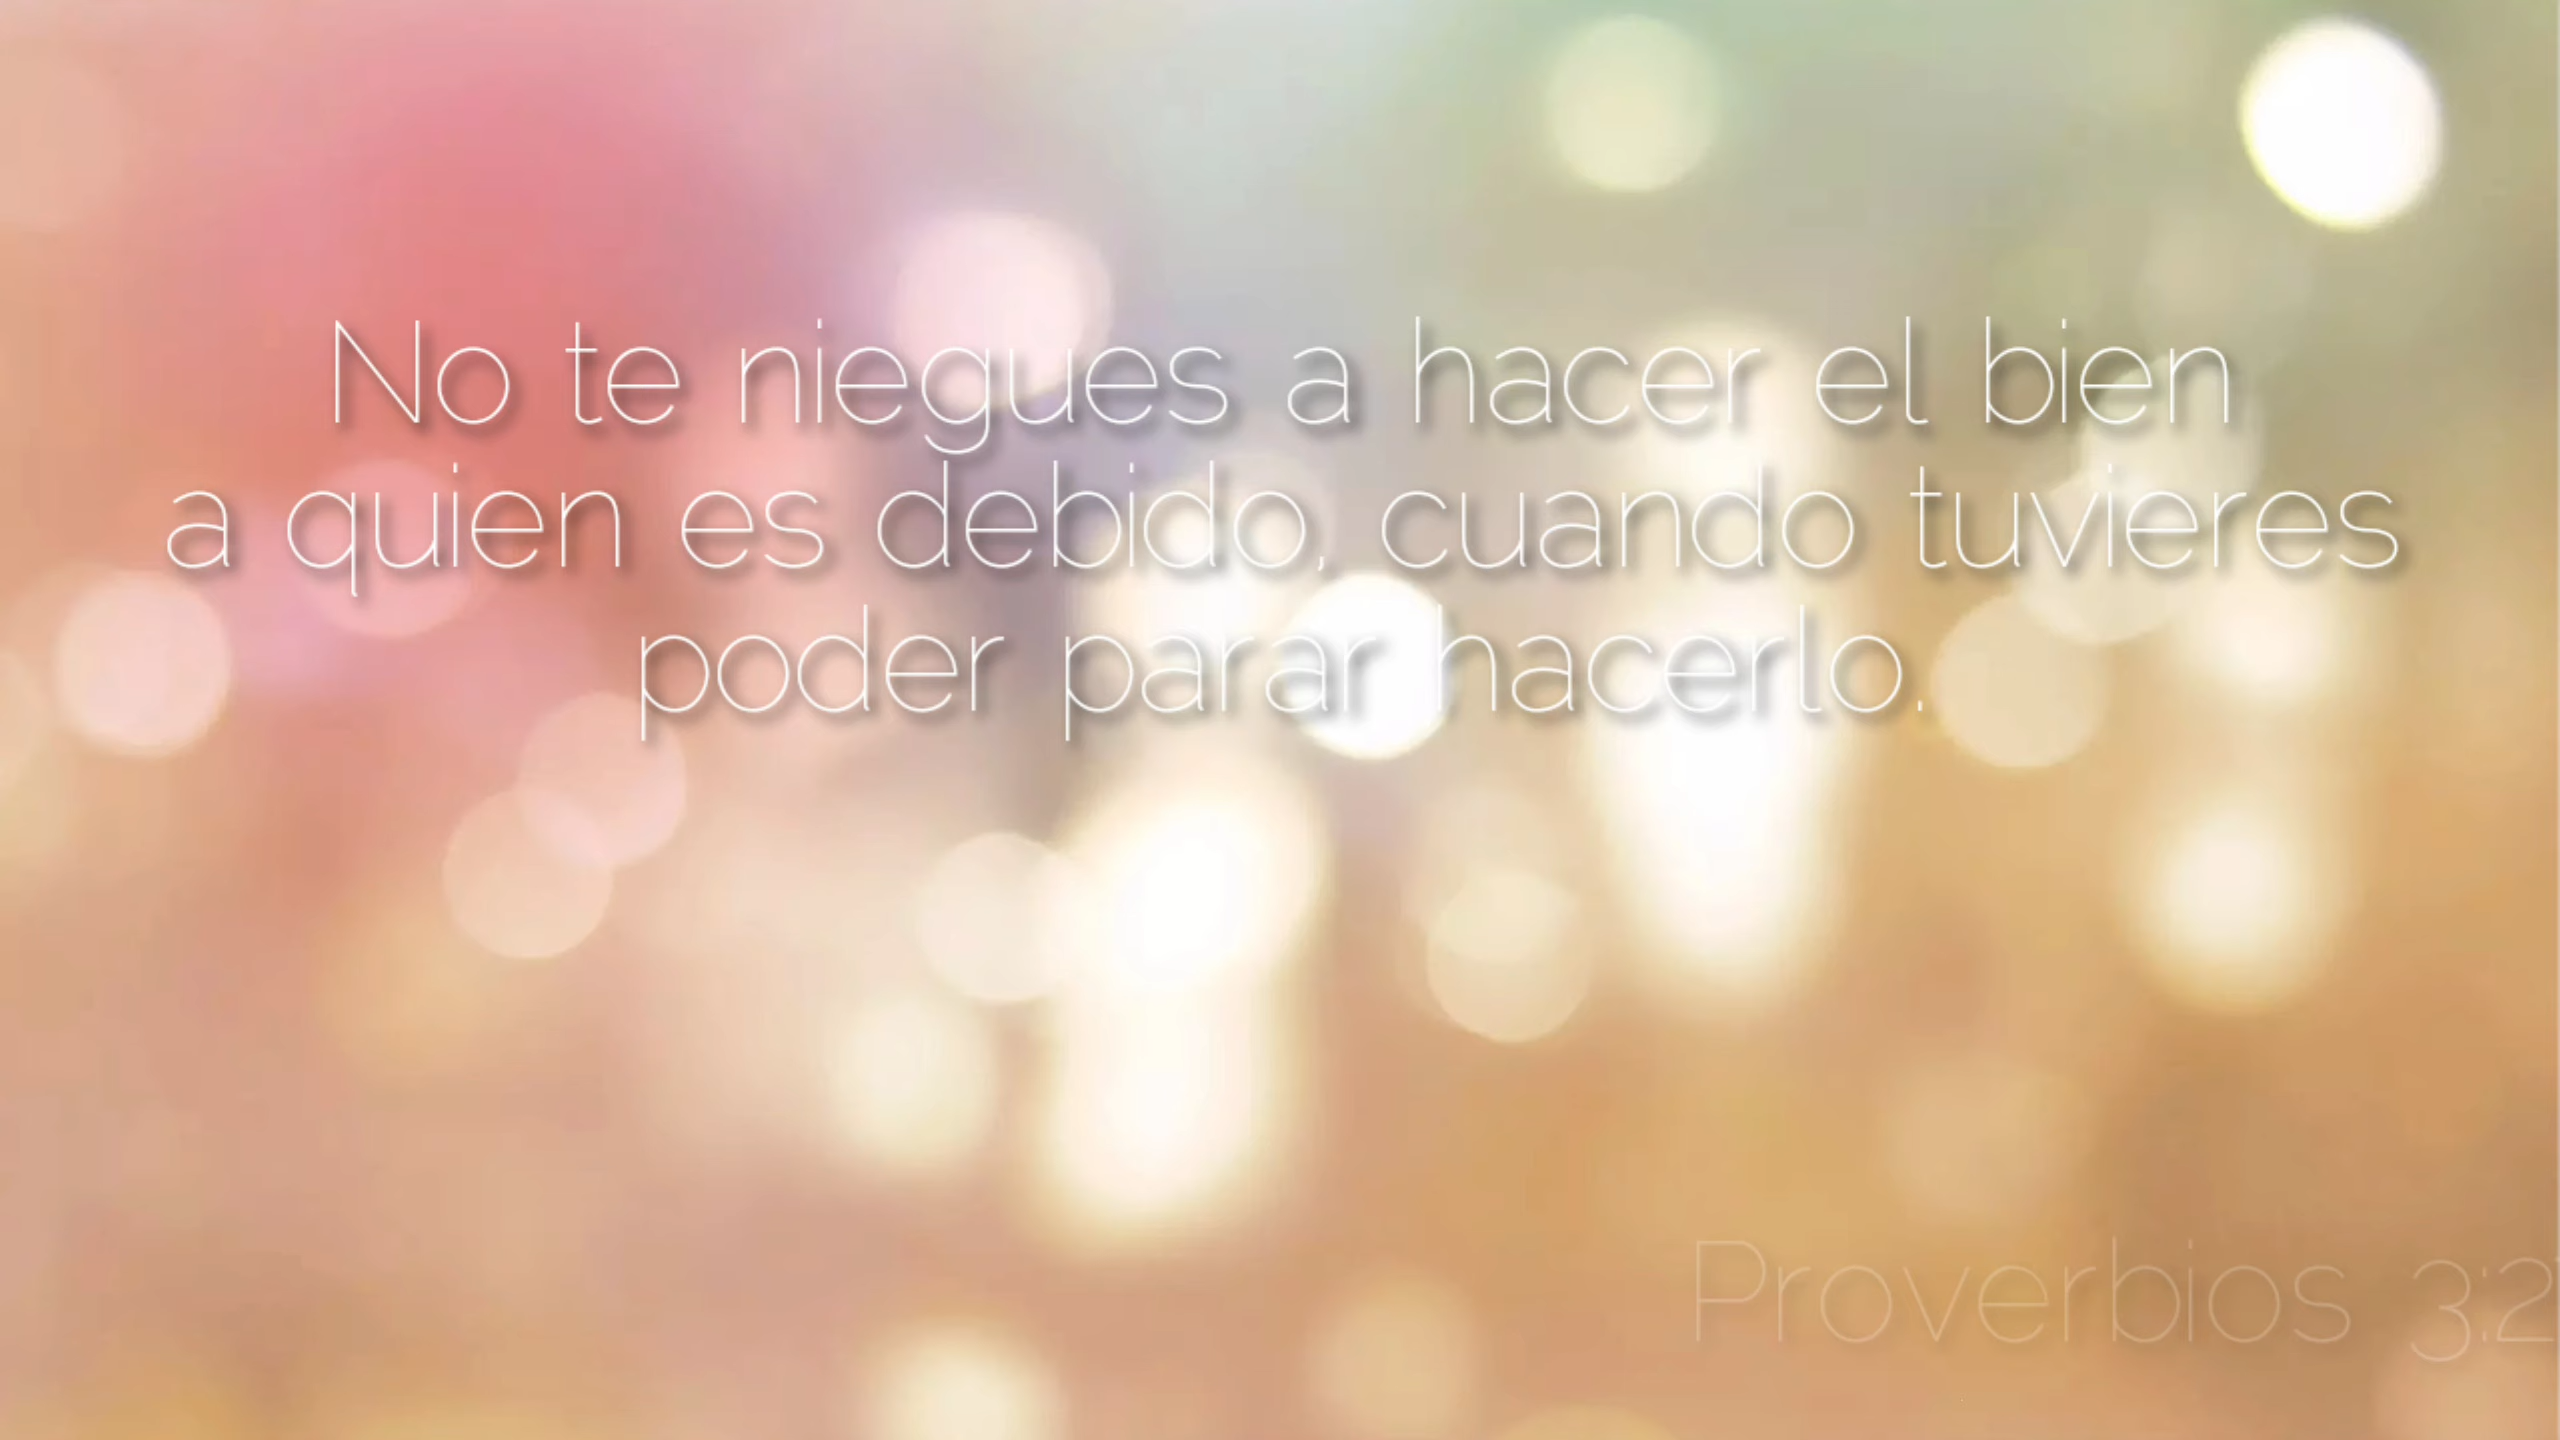 No te niegues a hacer el bien
a quien es debido, cuando tuvieres
poder parar hacerlo.
Proverbios 3:2